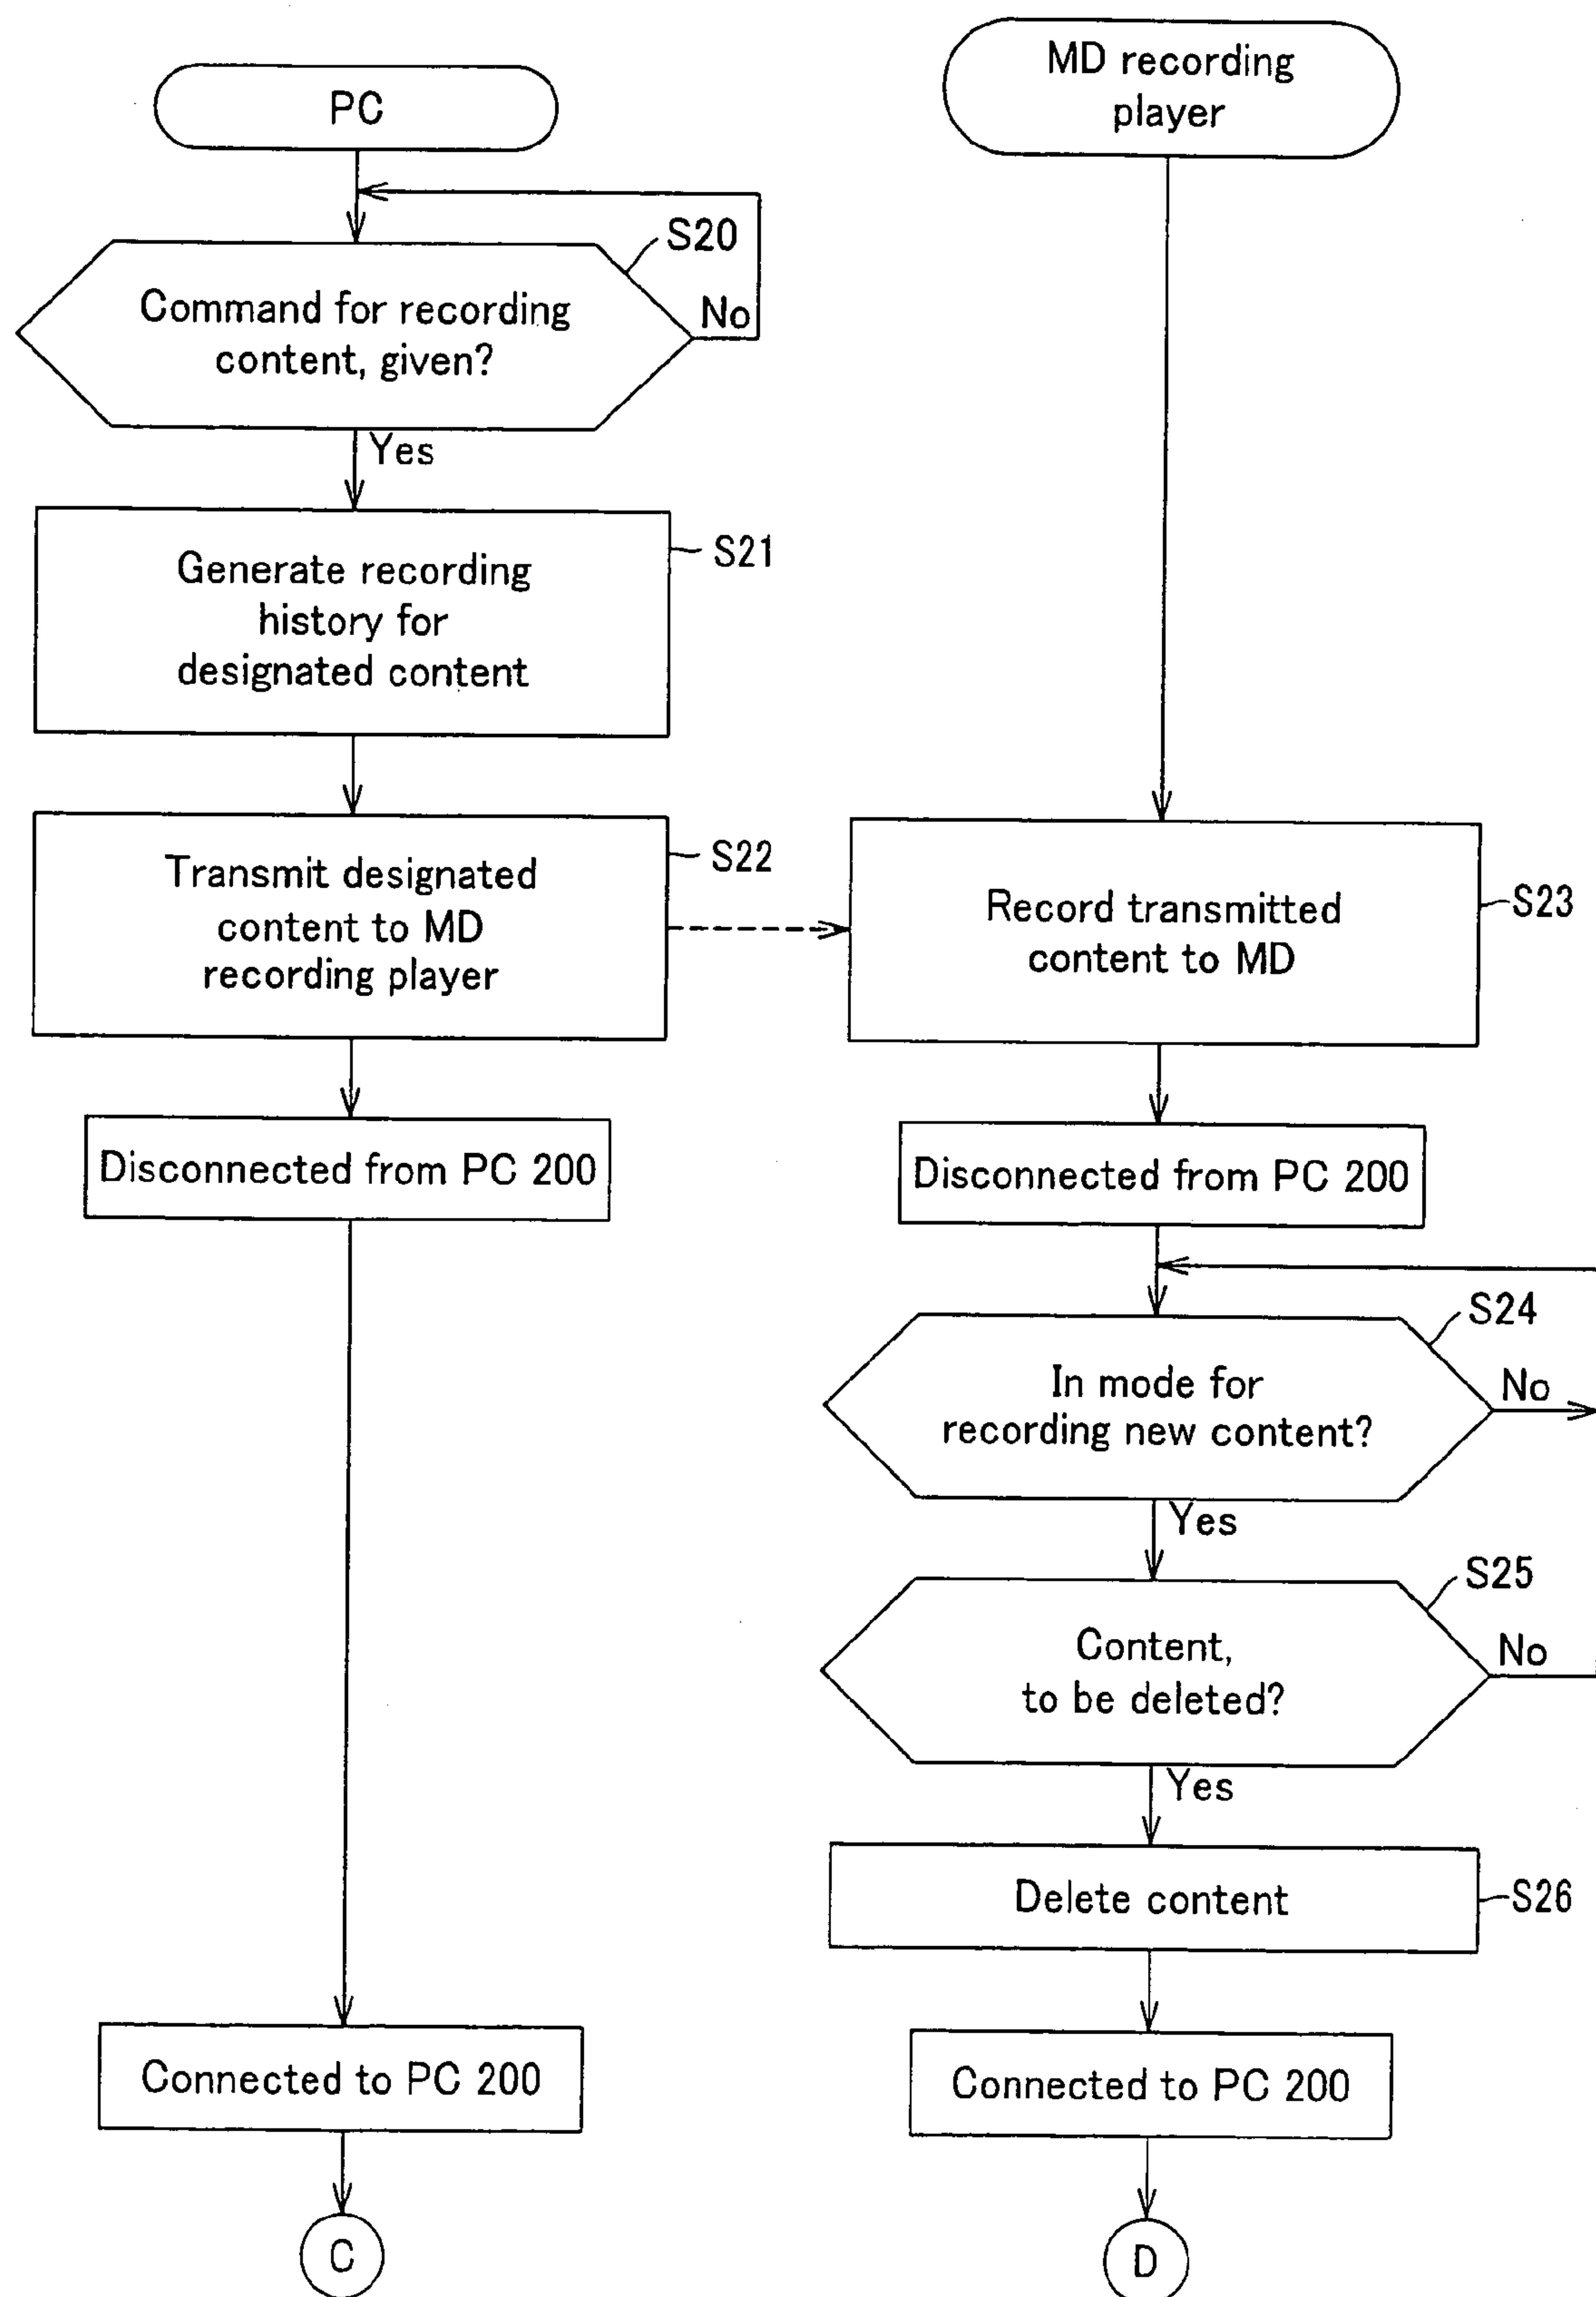 PC
S20
Command for recording
content, given?
No
Yes
Generate recording
history for
designated content
S21
Transmit designated
content to MD
recording player
S22
Disconnected from PC 200
Connected to PC 200
C
MD recording
player
Record transmitted
content to MD
S23
Disconnected from PC 200
S24
In mode for
recording new content?
No
Yes
S25
Content,
to be deleted?
No
Yes
Delete content
S26
Connected to PC 200
D